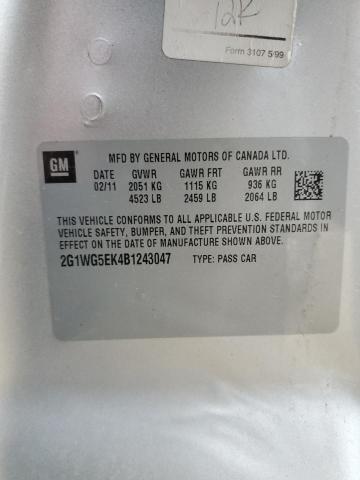 12K
Form 3107 5/99
GM
MFD BY GENERAL MOTORS OF CANADA LTD.
DATE GVWR GAWR FRT GAWR RR
02/11 2051 KG 1115 KG 936 KG
4523 LB 2459 LB 2064 LB
THIS VEHICLE CONFORMS TO ALL APPLICABLE U.S. FEDERAL MOTOR
VEHICLE SAFETY, BUMPER, AND THEFT PREVENTION STANDARDS IN
EFFECT ON THE DATE OF MANUFACTURE SHOWN ABOVE.
2G1WG5EK4B1243047 TYPE: PASS CAR